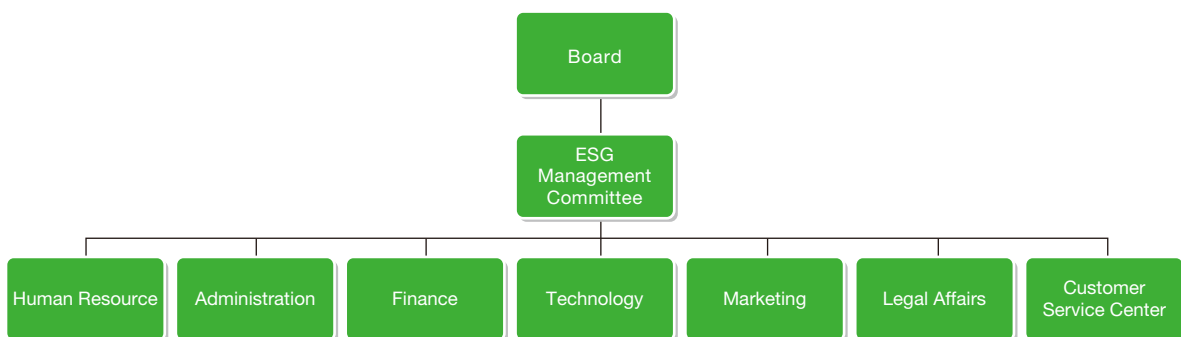 Board
ESG
Management
Committee
Human Resource
Administration
Finance
Technology
Marketing
Legal Affairs
Customer
Service Center